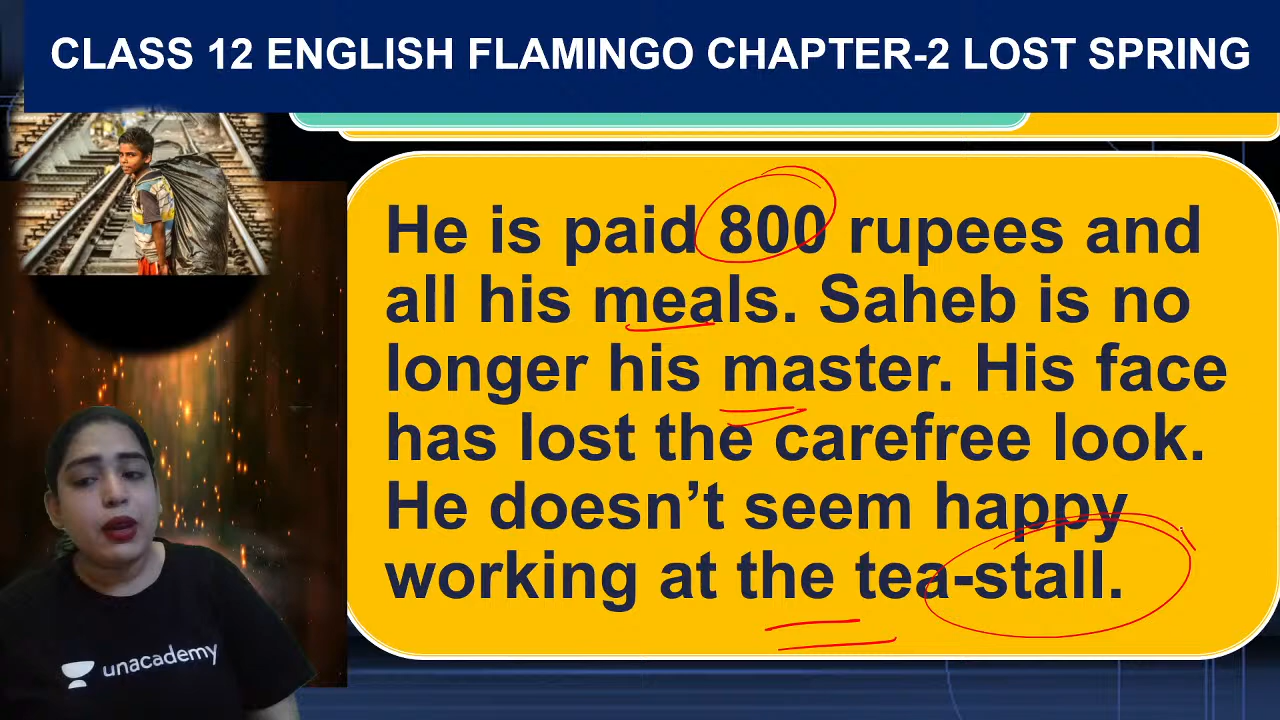 CLASS 12 ENGLISH FLAMINGO CHAPTER-2 LOST SPRING
He is paid 800 rupees and
all his meals. Saheb is no
longer his master. His face
has lost the carefree look.
He doesn’t seem happy
working at the tea-stall.
unacademy